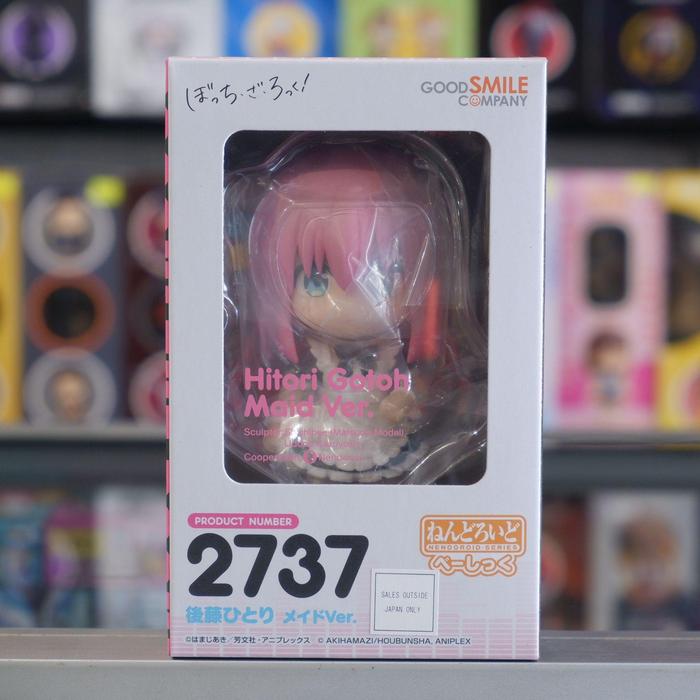 ぼっち・ざ・ろっく!
GOOD SMILE
COMPANY
Hitori Gotoh
Maid Ver.
PRODUCT NUMBER
2737
後藤ひとり メイドVer.
ねんどろいど
NENDOROID SERIES
べーしっく
SALES OUTSIDE
JAPAN ONLY
©はまじあき/芳文社・アニプレックス © AKIHAMAZI/HOUBUNSHA, ANIPLEX